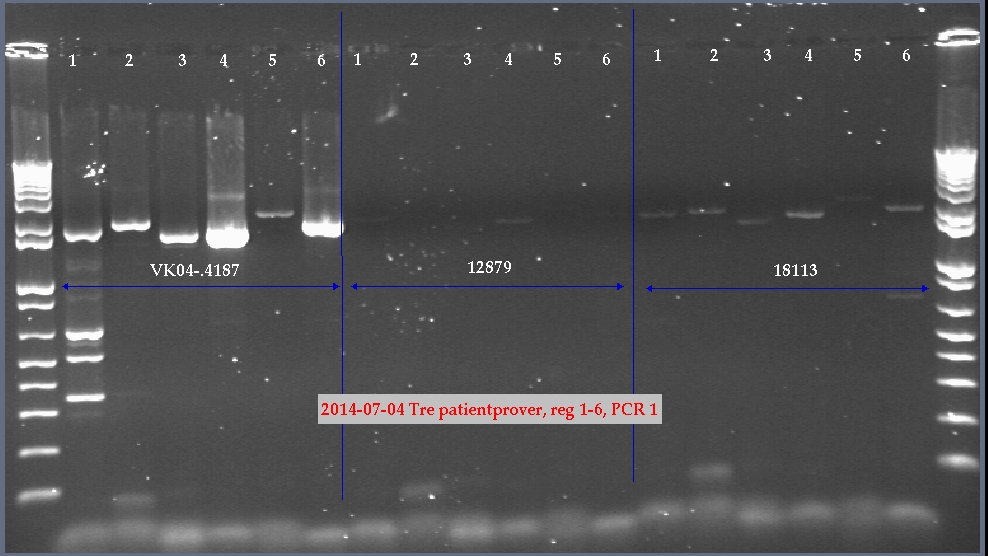 1 2 3 4 5 6 1 2 3 4 5 6 1 2 3 4 5 6
VK04-.4187 12879 18113
2014-07-04 Tre patientprover, reg 1-6, PCR 1